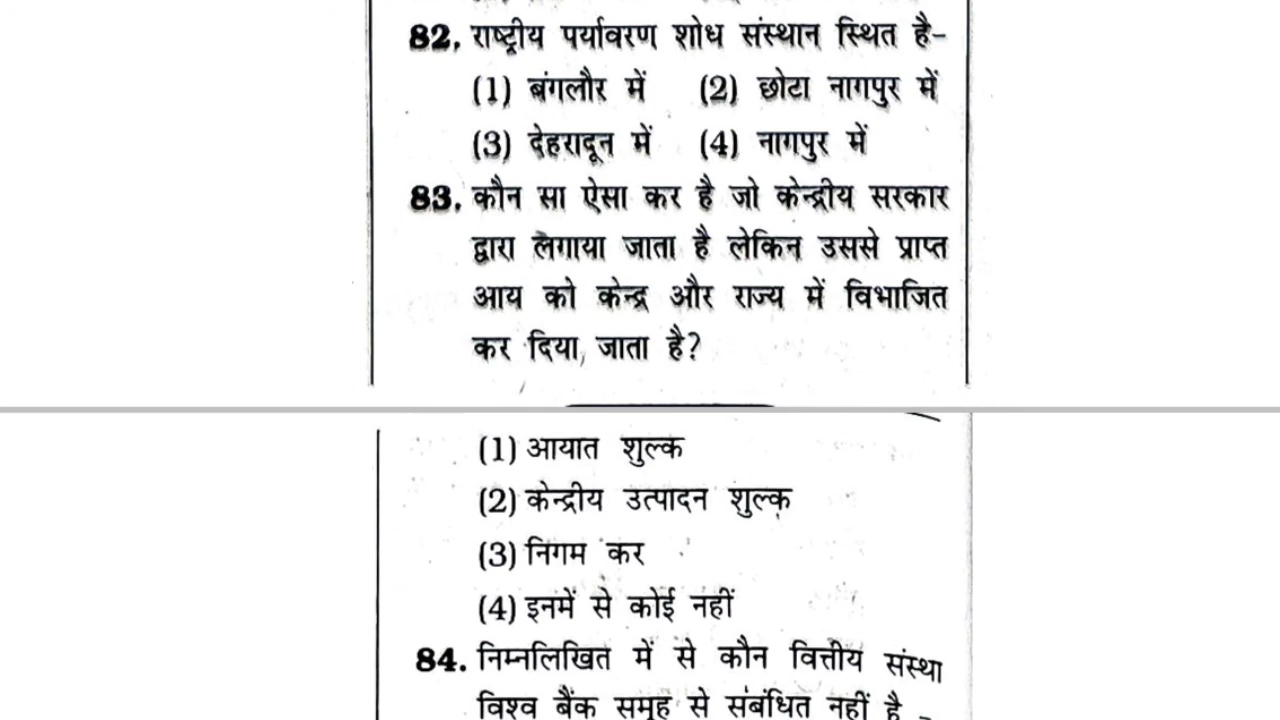 82. राष्ट्रीय पर्यावरण शोध संस्थान स्थित है-
(1) बंगलौर में (2) छोटा नागपुर में
(3) देहरादून में (4) नागपुर में
83. कौन सा ऐसा कर है जो केन्द्रीय सरकार
द्वारा लगाया जाता है लेकिन उससे प्राप्त
आय को केन्द्र और राज्य में विभाजित
कर दिया जाता है?
(1) आयात शुल्क
(2) केन्द्रीय उत्पादन शुल्क
(3) निगम कर
(4) इनमें से कोई नहीं
84. निम्नलिखित में से कौन वित्तीय संस्था
विश्व बैंक समूह से संबंधित नहीं है -